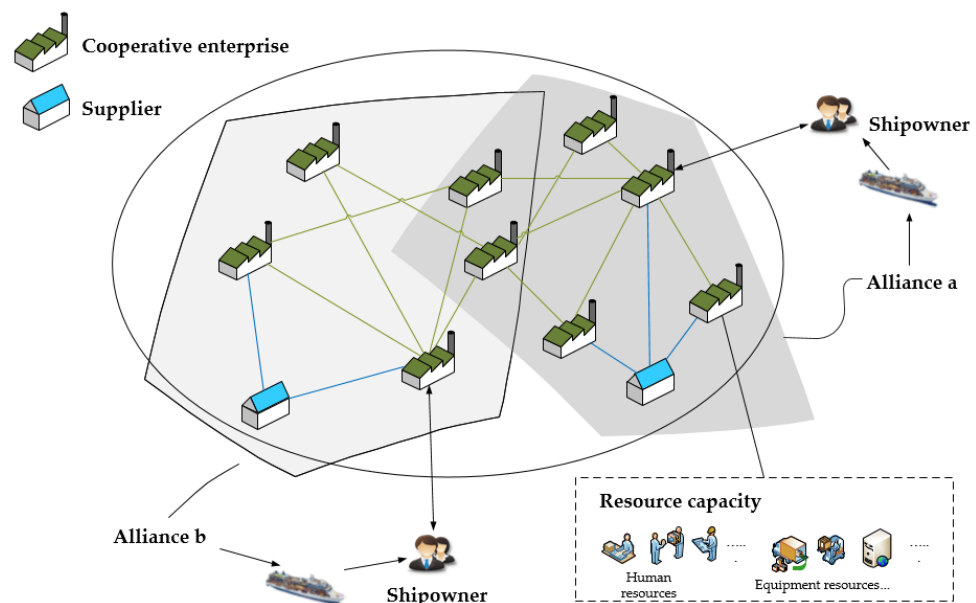 Cooperative enterprise
Supplier
Shipowner
Alliance a
Resource capacity
.....
.....
Human
resources
Equipment resources...
Alliance b
Shipowner